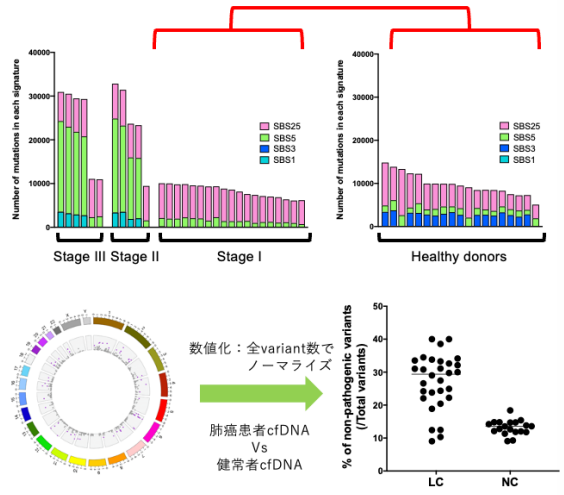 Number of mutations in each signature
40000
30000
20000
10000
0
SBS25
SBS5
SBS3
SBS1
Stage III
Stage II
Stage I
Number of mutations in each signature
40000
30000
20000
10000
0
SBS25
SBS5
SBS3
SBS1
Healthy donors
数値化：全variant数で
ノーマライズ
肺癌患者cfDNA
Vs
健常者cfDNA
% of non-pathogenic variants
(/Total variants)
50
40
30
20
10
0
LC
NC